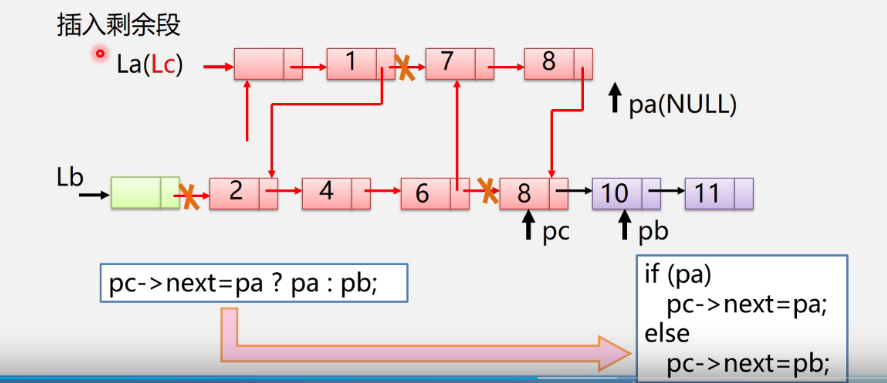 插入剩余段
La(Lc)
1
7
8
pa(NULL)
Lb
2
4
6
8
10
11
pc
pb
pc->next=pa ? pa : pb;
if (pa)
pc->next=pa;
else
pc->next=pb;